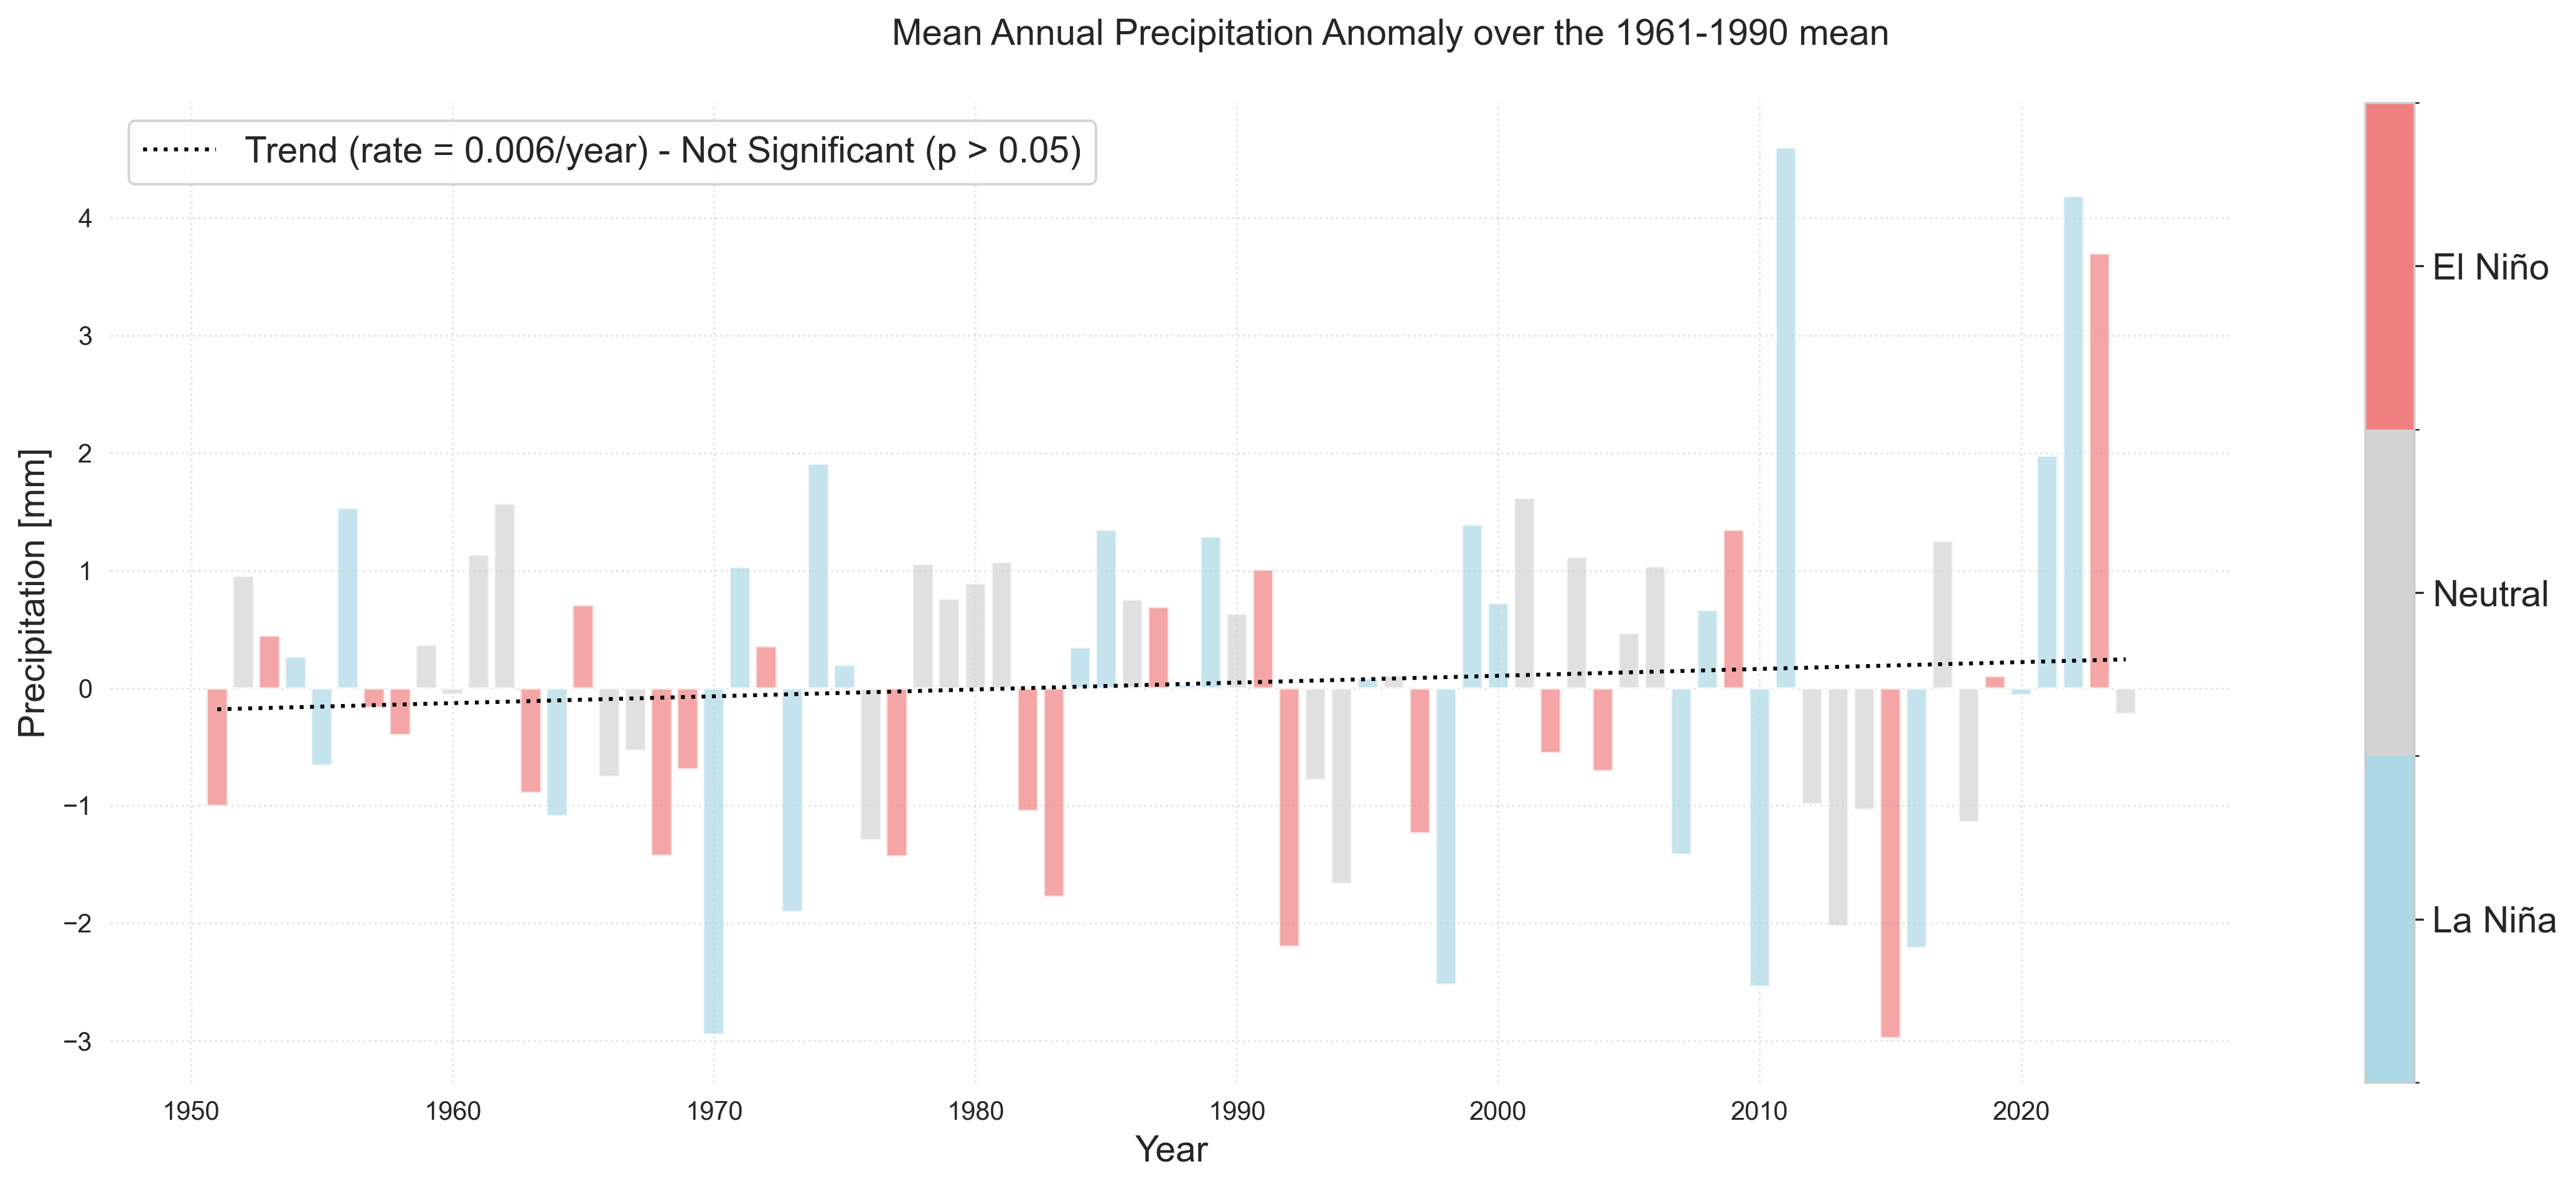 Mean Annual Precipitation Anomaly over the 1961-1990 mean
Trend (rate = 0.006/year) - Not Significant (p > 0.05)
Precipitation [mm]
4
3
2
1
0
−1
−2
−3
1950
1960
1970
1980
1990
2000
2010
2020
Year
El Niño
Neutral
La Niña